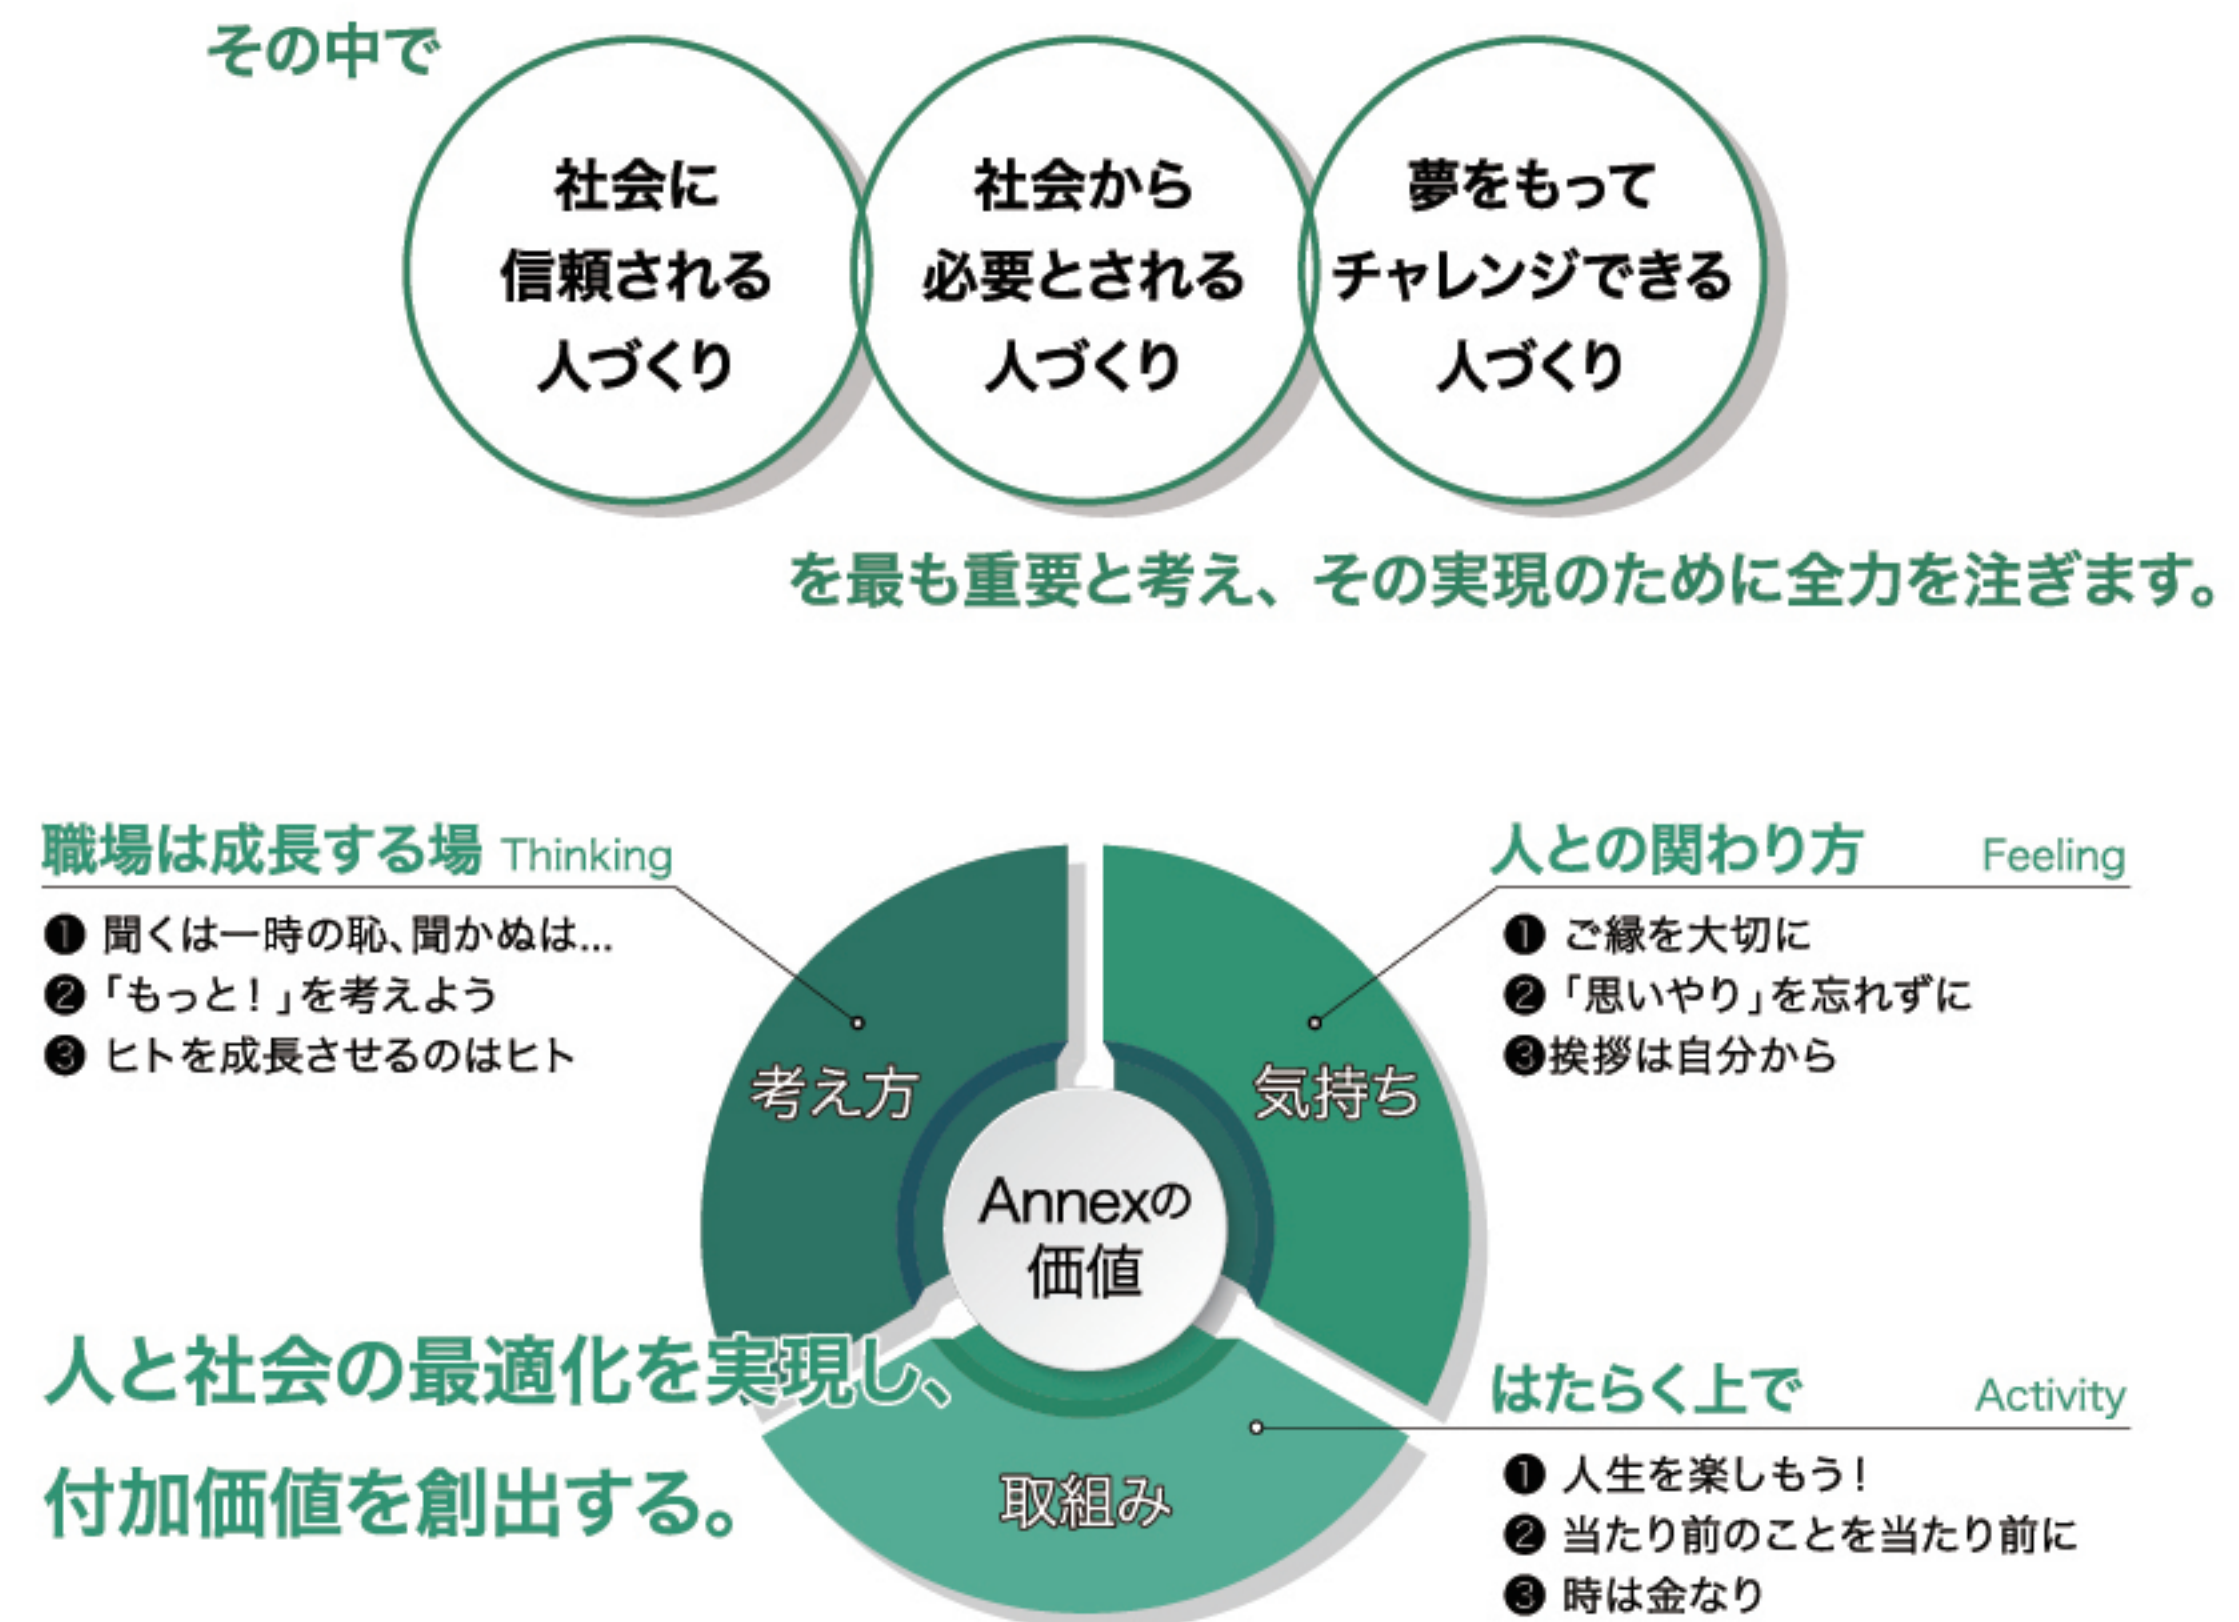 その中で
社会に
信頼される
人づくり
社会から
必要とされる
人づくり
夢をもって
チャレンジできる
人づくり
を最も重要と考え、その実現のために全力を注ぎます。
職場は成長する場 Thinking
❶ 聞くは一時の恥、聞かぬは...
❷ 「もっと!」を考えよう
❸ ヒトを成長させるのはヒト
人との関わり方 Feeling
❶ ご縁を大切に
❷ 「思いやり」を忘れずに
❸挨拶は自分から
考え方
気持ち
Annexの
価値
取組み
人と社会の最適化を実現し、
付加価値を創出する。
はたらく上で Activity
❶ 人生を楽しもう!
❷ 当たり前のことを当たり前に
❸ 時は金なり